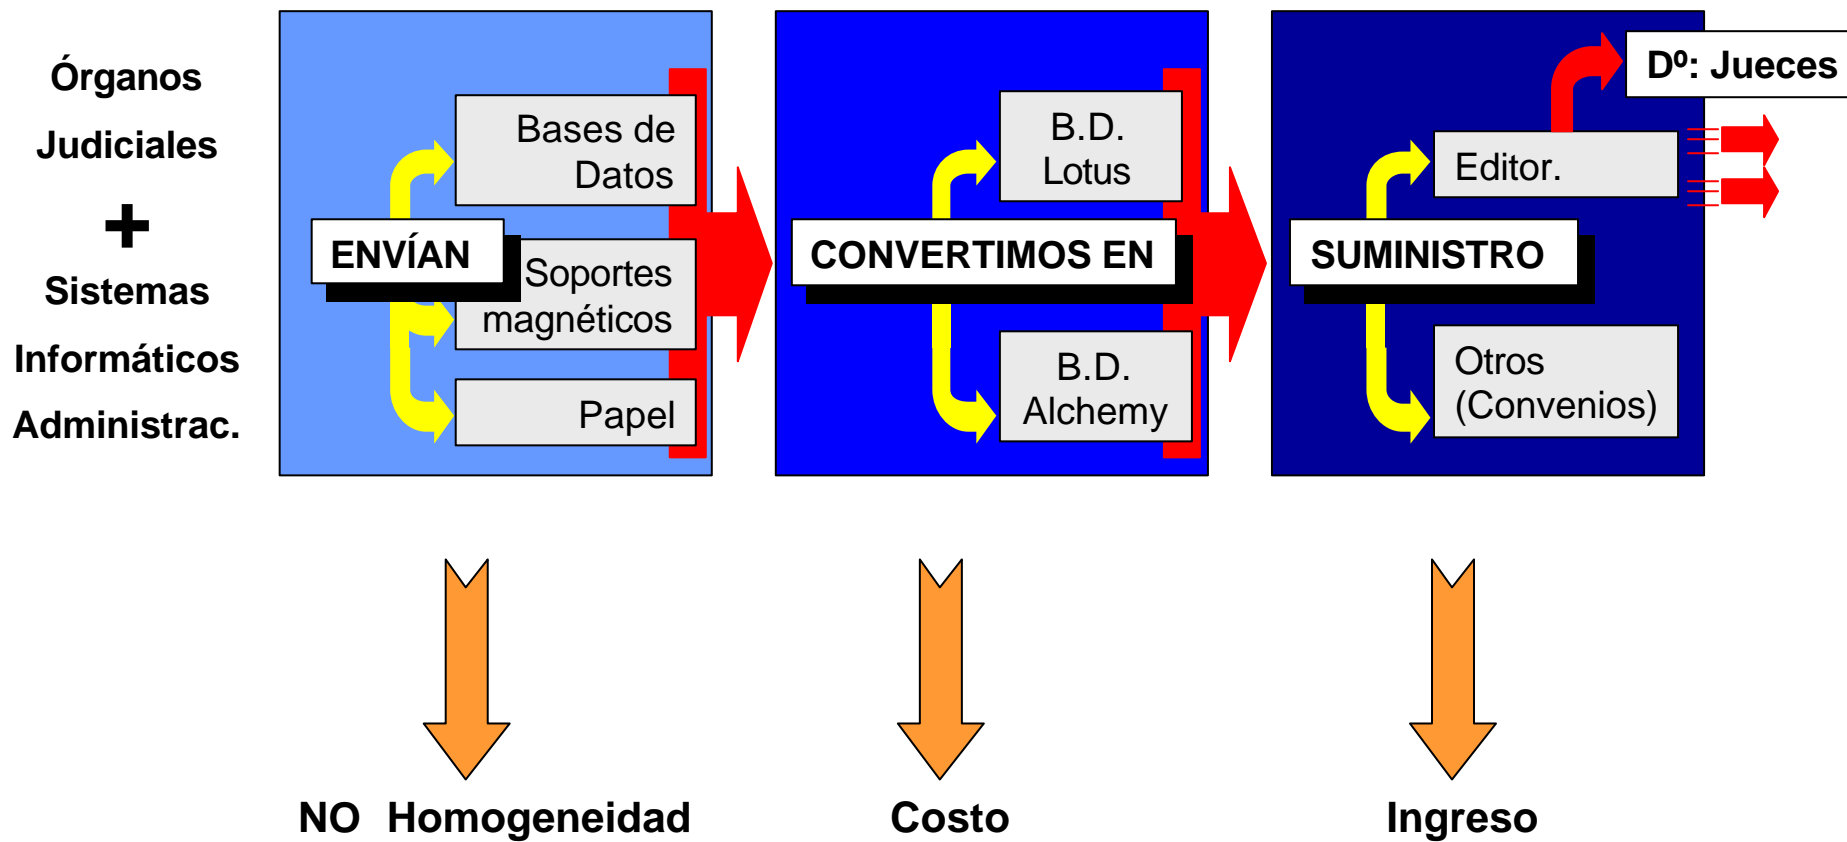 Órganos
Judiciales
+
Sistemas
Informáticos
Administrac.
ENVÍAN
Bases de
Datos
Soportes
magnéticos
Papel
CONVERTIMOS EN
B.D.
Lotus
B.D.
Alchemy
SUMINISTRO
Editor.
Dº: Jueces
Otros
(Convenios)
NO Homogeneidad
Costo
Ingreso